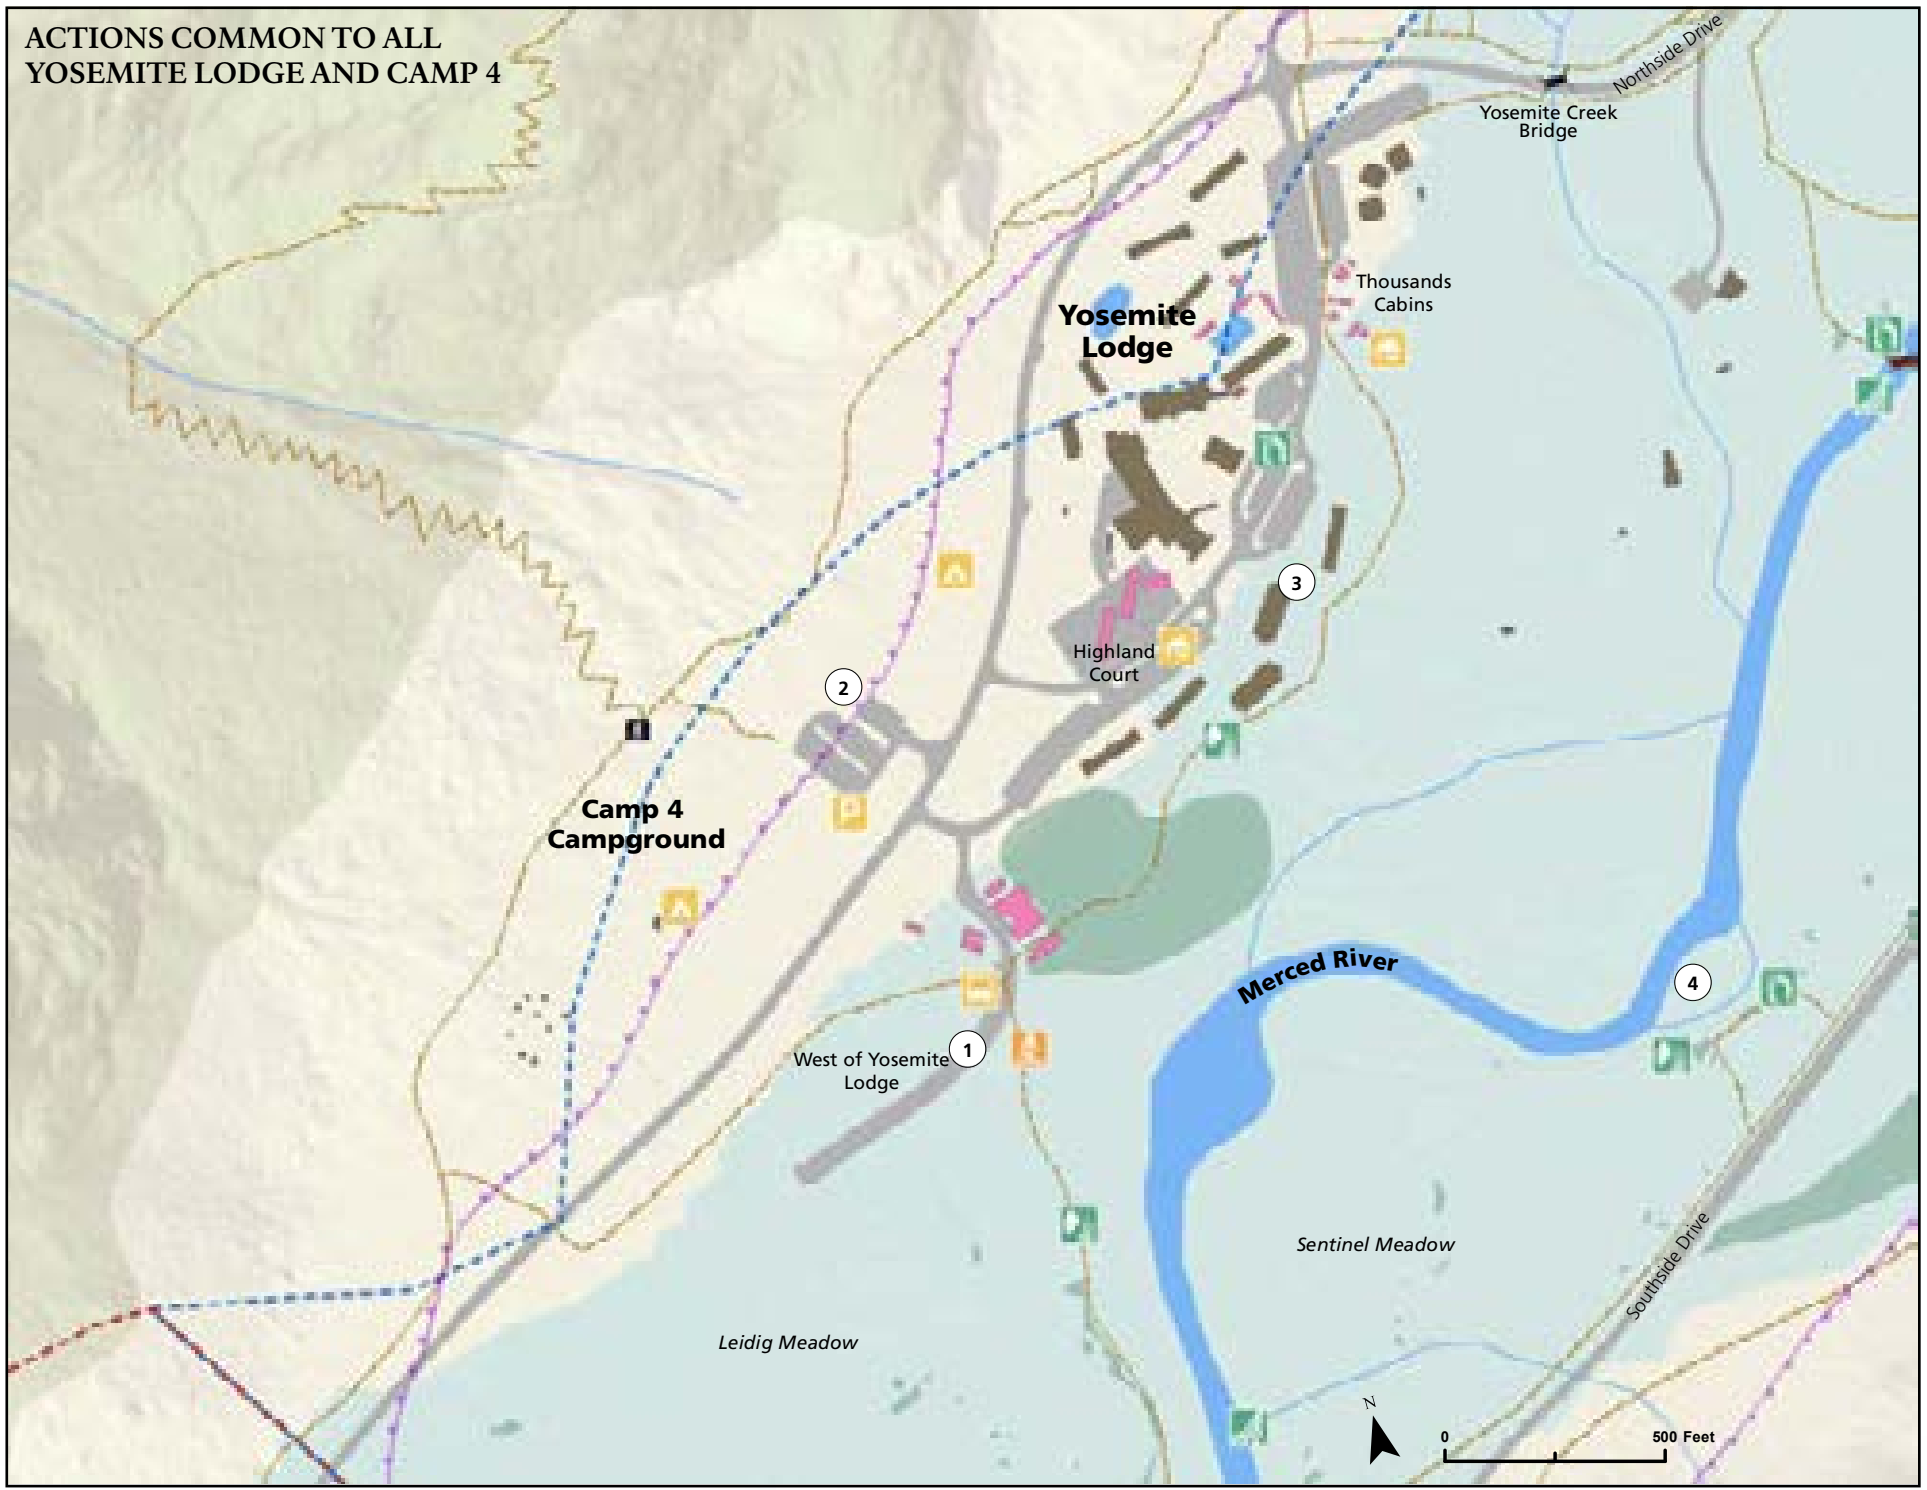 ACTIONS COMMON TO ALL
YOSEMITE LODGE AND CAMP 4
Northside Drive
Yosemite Creek
Bridge
Thousands
Cabins
Yosemite
Lodge
3
Highland
Court
2
Camp 4
Campground
P
Merced River
4
West of Yosemite
Lodge
1
Sentinel Meadow
Southside Drive
Leidig Meadow
N
0
500 Feet